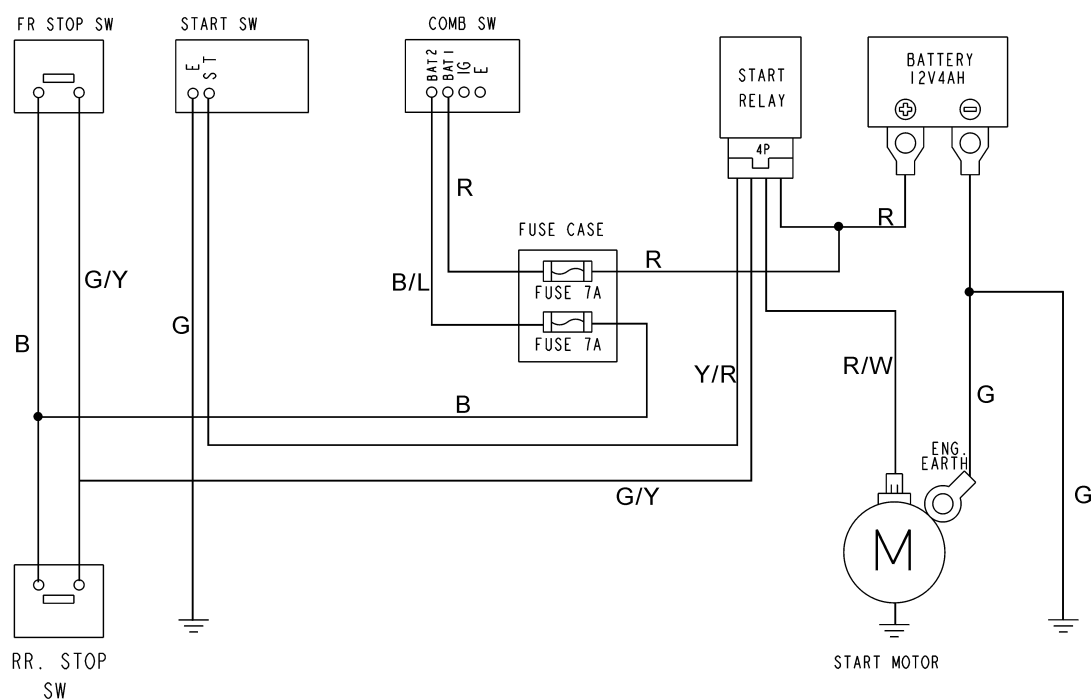 FR STOP SW
START SW
COMB SW
E
ST
BAT2
BAT1
IG
E
START
RELAY
4P
BATTERY
12V4AH
R
R
FUSE CASE
R
FUSE 7A
FUSE 7A
G/Y
B/L
B
G
Y/R
R/W
B
G
G/Y
ENG.
EARTH
G
M
RR. STOP
SW
START MOTOR